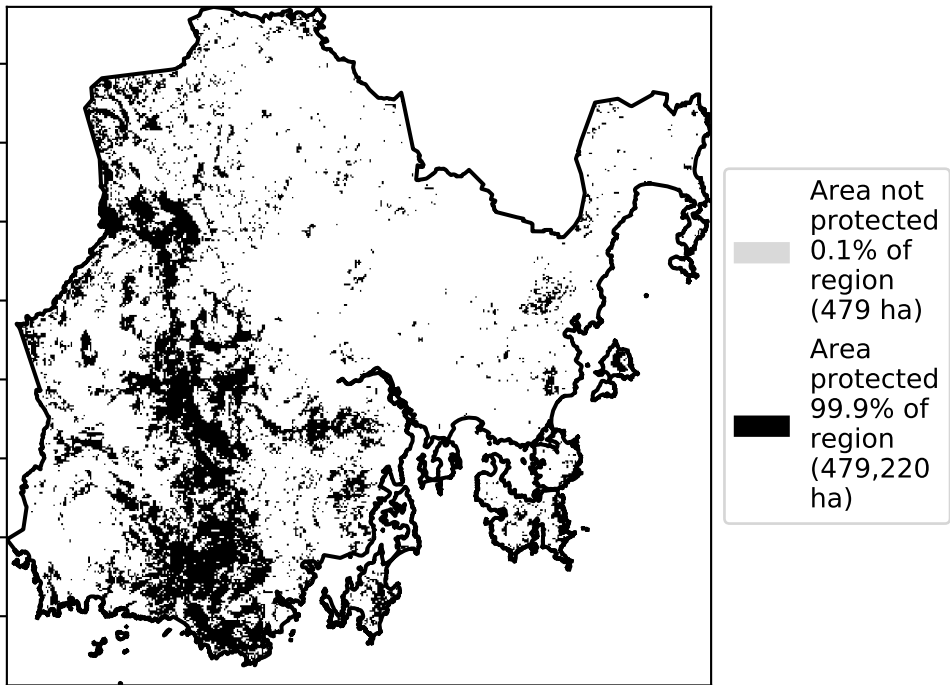 Area not
protected
0.1% of
region
(479 ha)
Area
protected
99.9% of
region
(479,220
ha)